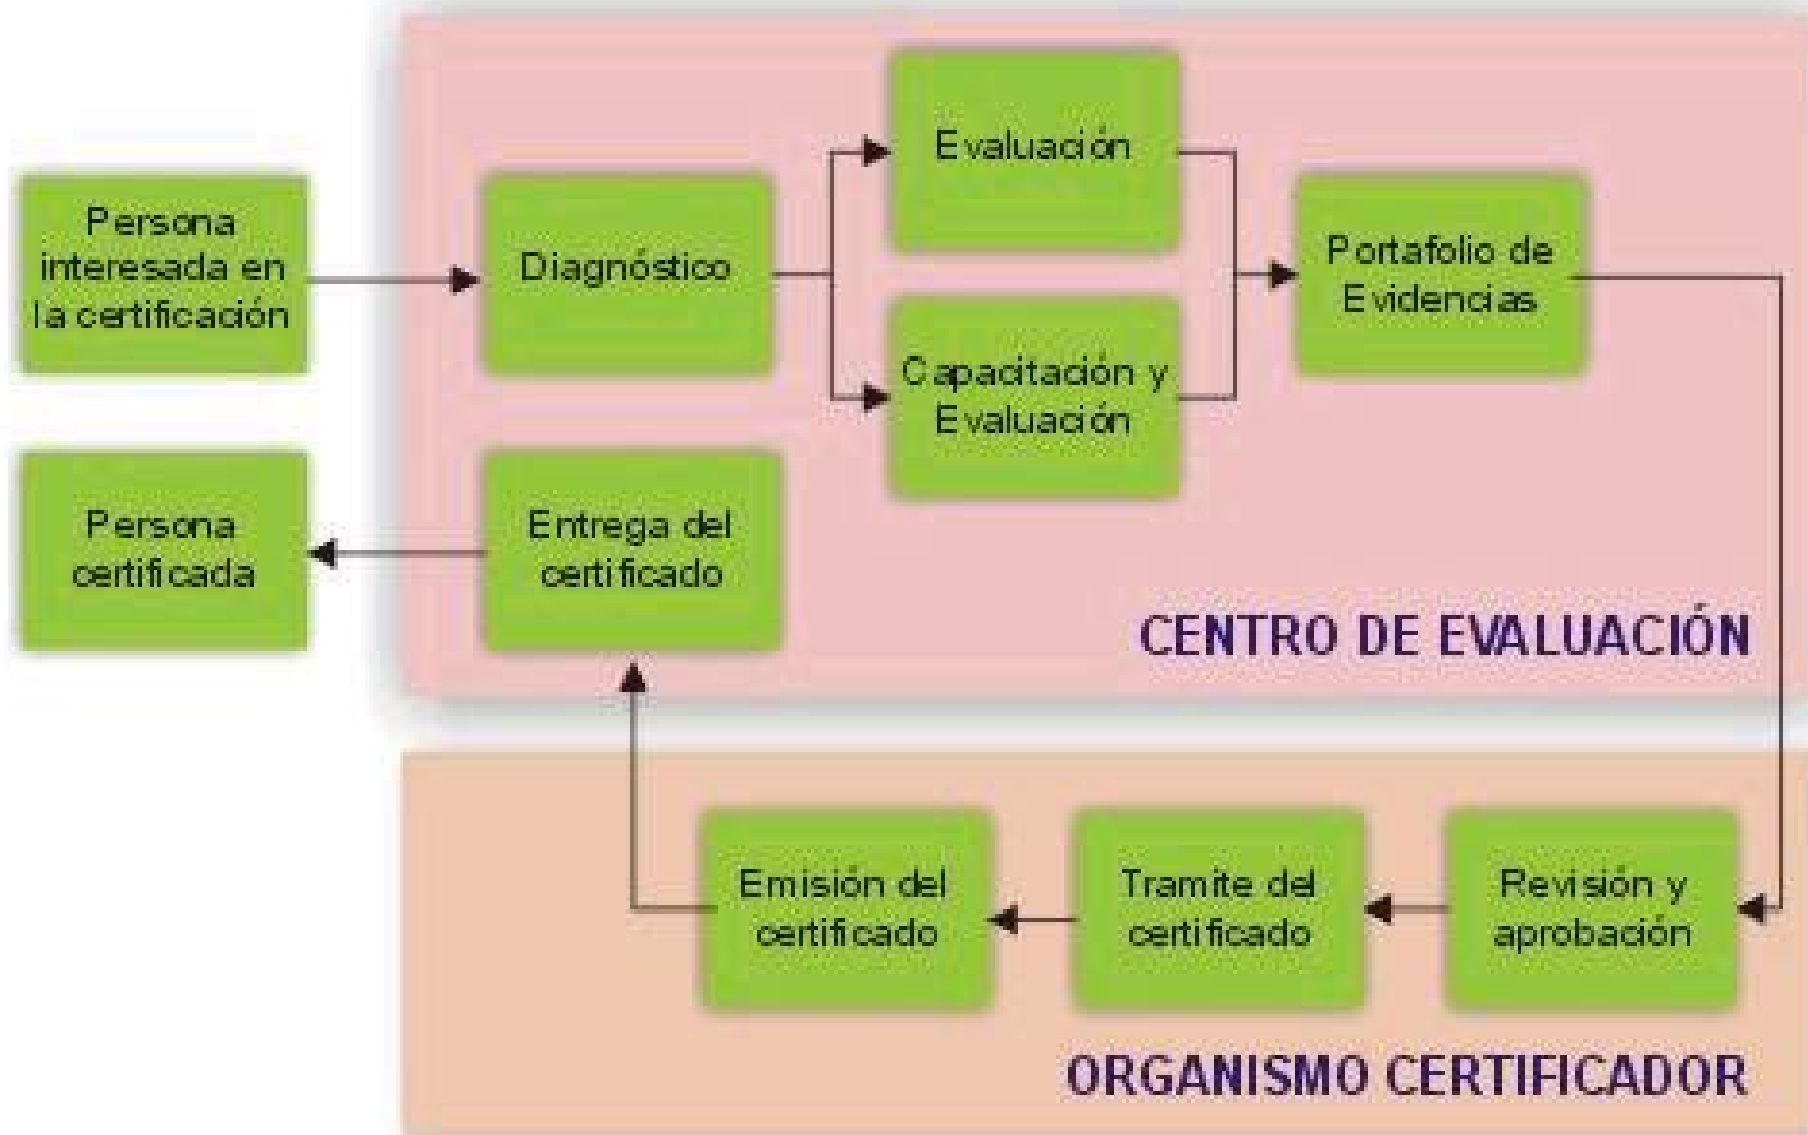 Persona
interesada en
la certificación
Diagnóstico
Evaluación
Capacitación y
Evaluación
Portafolio de
Evidencias
Persona
certificada
Entrega del
certificado
CENTRO DE EVALUACIÓN
Emisión del
certificado
Tramite del
certificado
Revisión y
aprobación
ORGANISMO CERTIFICADOR